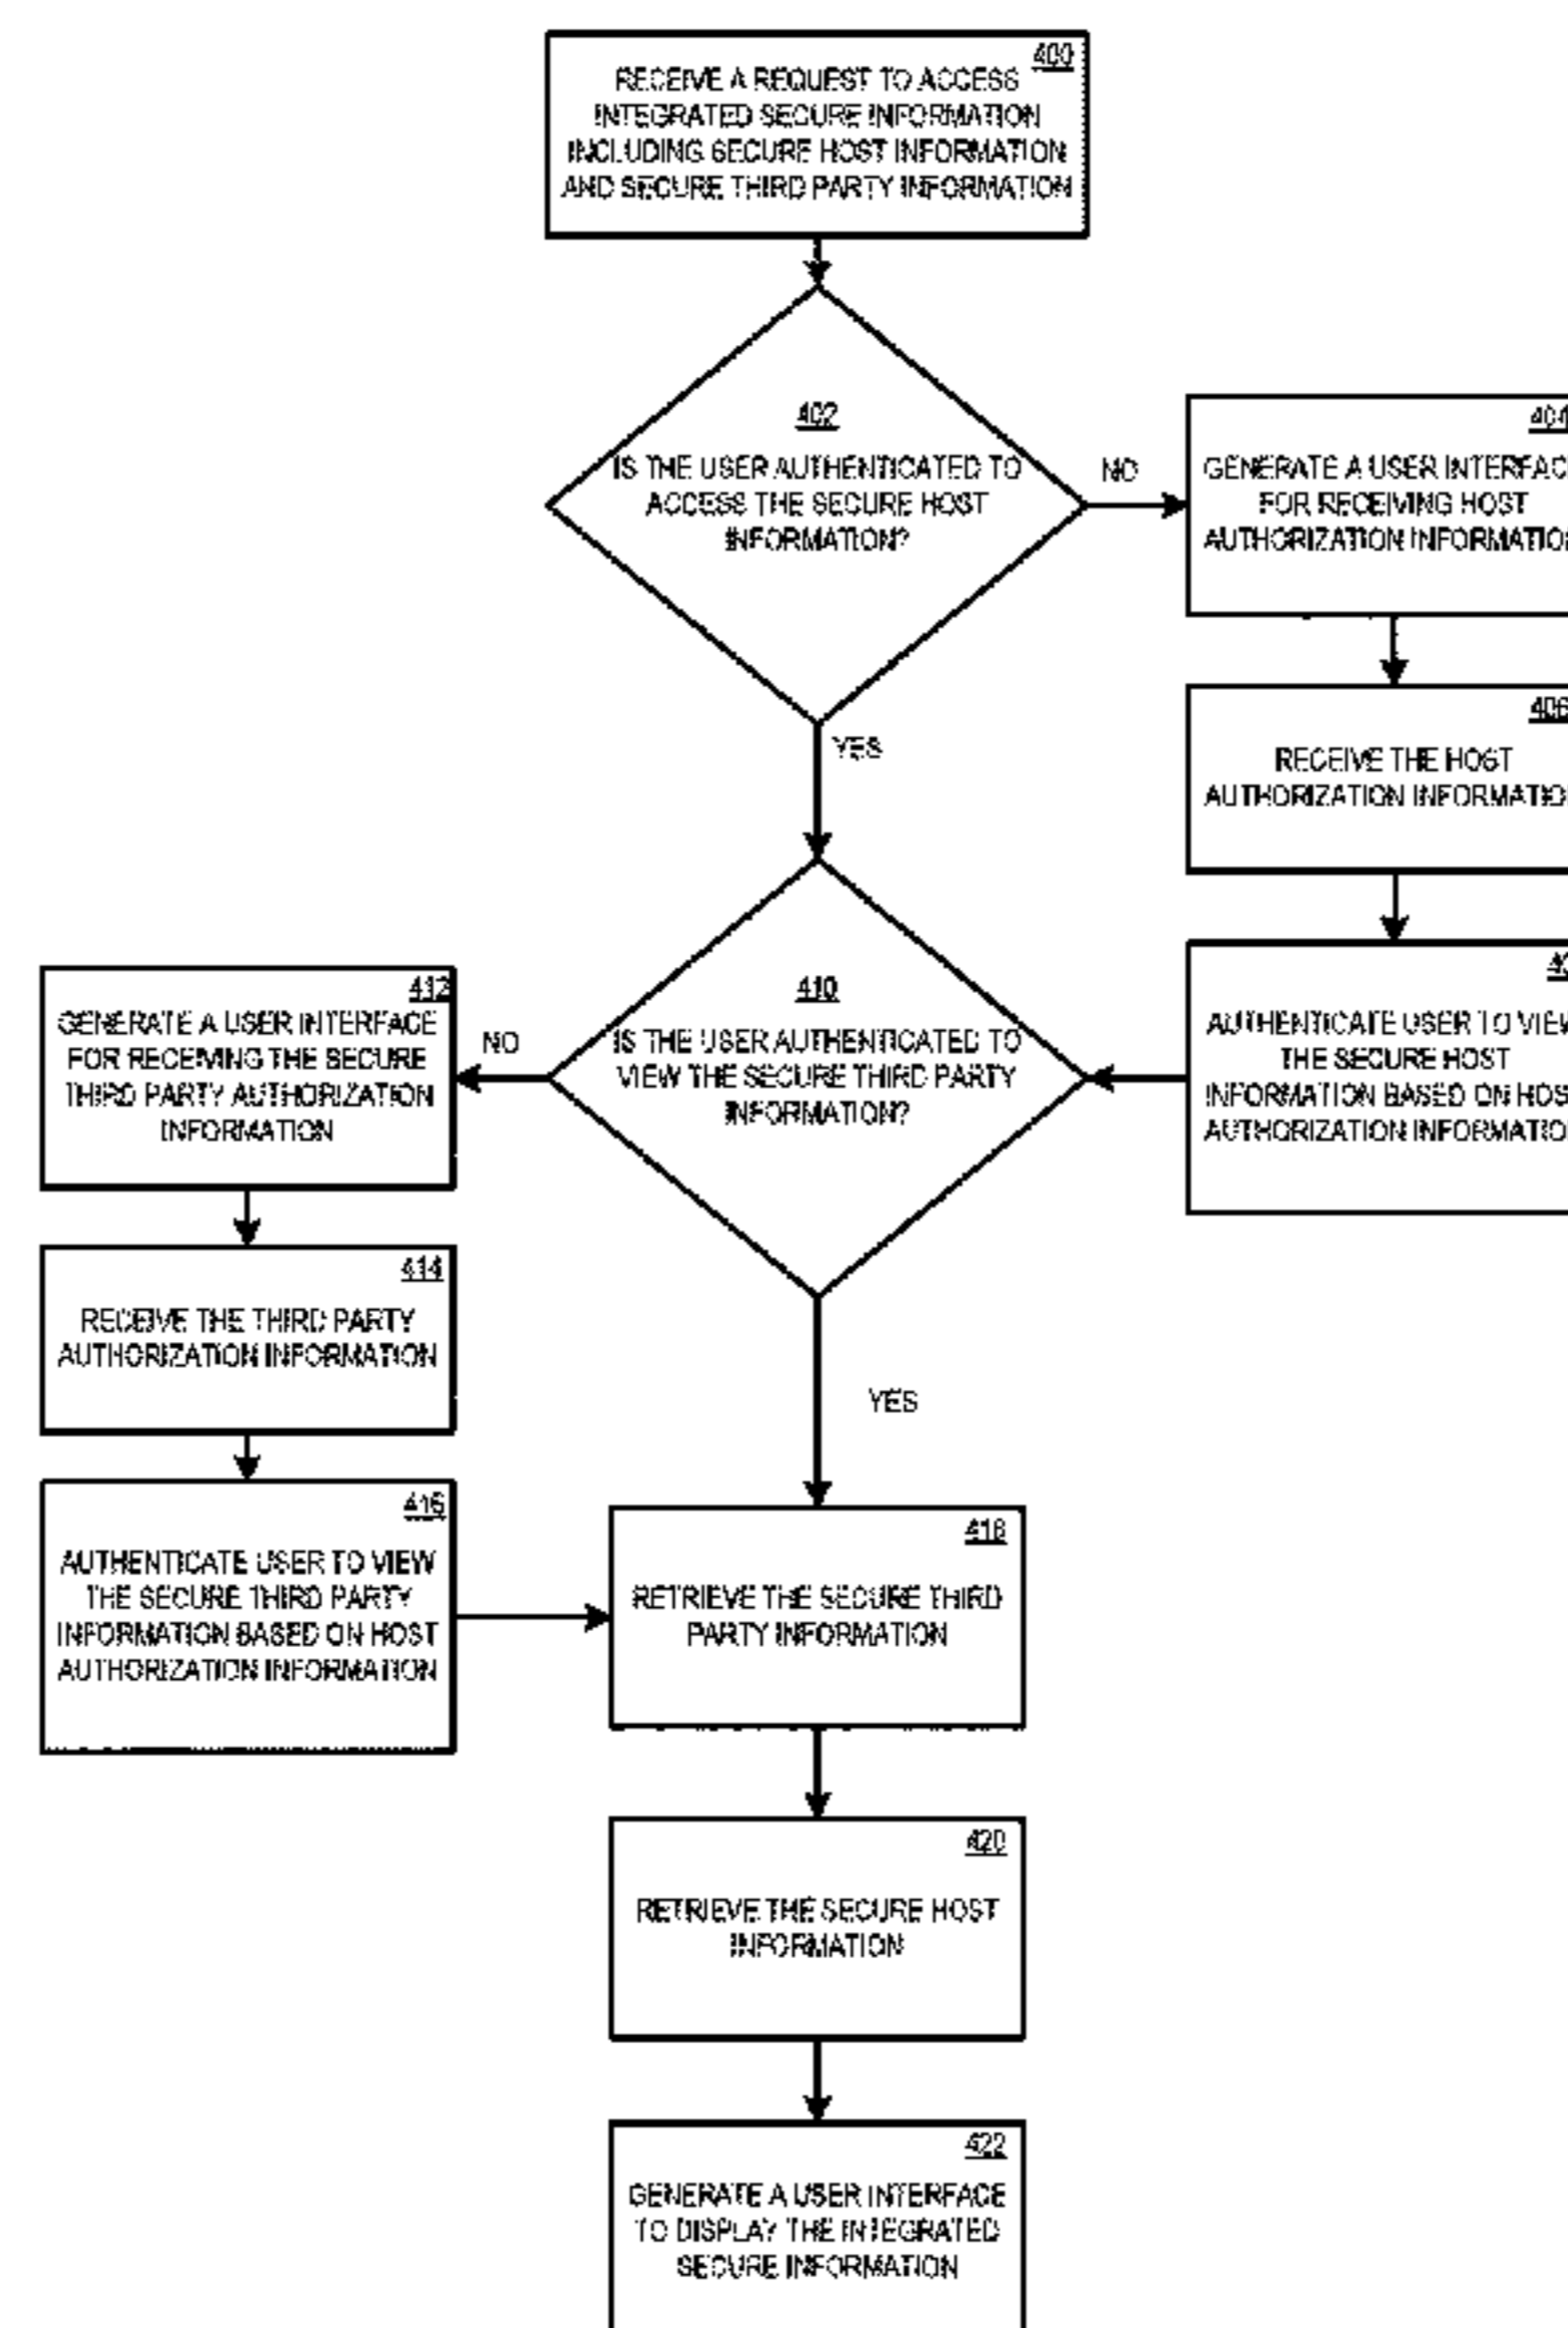 400
RECEIVE A REQUEST TO ACCESS
INTEGRATED SECURE INFORMATION
INCLUDING SECURE HOST INFORMATION
AND SECURE THIRD PARTY INFORMATION
402
IS THE USER AUTHENTICATED TO
ACCESS THE SECURE HOST
INFORMATION?
NO
404
GENERATE A USER INTERFAC
FOR RECEIVING HOST
AUTHORIZATION INFORMATIO
YES
406
RECEIVE THE HOST
AUTHORIZATION INFORMATIO
40
AUTHENTICATE USER TO VIEW
THE SECURE HOST
INFORMATION BASED ON HOS
AUTHORIZATION INFORMATIO
410
IS THE USER AUTHENTICATED TO
VIEW THE SECURE THIRD PARTY
INFORMATION?
NO
412
GENERATE A USER INTERFACE
FOR RECEIVING THE SECURE
THIRD PARTY AUTHORIZATION
INFORMATION
414
RECEIVE THE THIRD PARTY
AUTHORIZATION INFORMATION
YES
416
AUTHENTICATE USER TO VIEW
THE SECURE THIRD PARTY
INFORMATION BASED ON HOST
AUTHORIZATION INFORMATION
418
RETRIEVE THE SECURE THIRD
PARTY INFORMATION
420
RETRIEVE THE SECURE HOST
INFORMATION
422
GENERATE A USER INTERFACE
TO DISPLAY THE INTEGRATED
SECURE INFORMATION